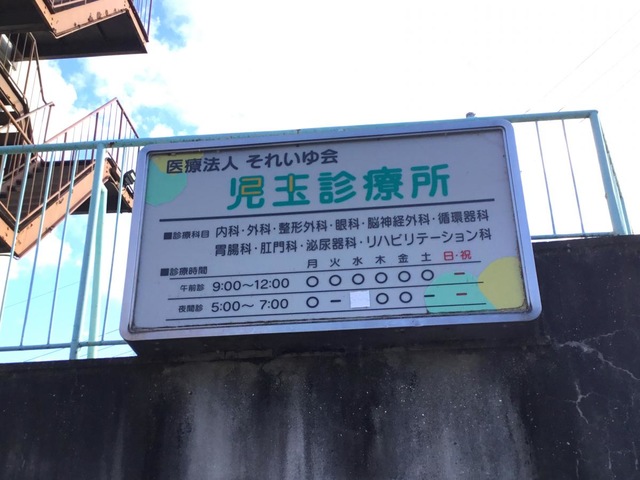 医療法人 それいゆ会
児玉診療所
■診療科目 内科・外科・整形外科・眼科・脳神経外科・循環器科
胃腸科・肛門科・泌尿器科・リハビリテーション科
■診療時間 月 火 水 木 金 土 日・祝
午前診 9:00〜12:00 ○ ○ ○ ○ ○ ○ −
夜間診 5:00〜7:00 ○ − ○ ○ − −